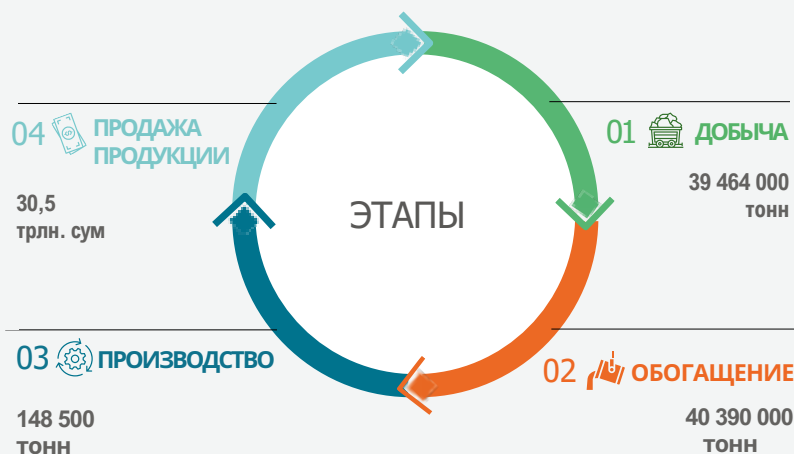 ЭТАПЫ
01 ДОБЫЧА
39 464 000
тонн
02 ОБОГАЩЕНИЕ
40 390 000
тонн
03 ПРОИЗВОДСТВО
148 500
тонн
04 ПРОДАЖА
ПРОДУКЦИИ
30,5
трлн. сум